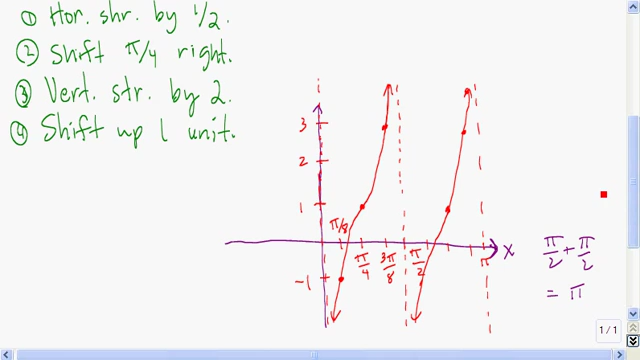 ① Hor. shr. by 1/2.
② Shift π/4 right.
③ Vert. str. by 2.
④ Shift up 1 unit.
3
2
1
-1
π/8
π/4
3π/8
π/2
π
x
π/2 + π/2
= π
1/1